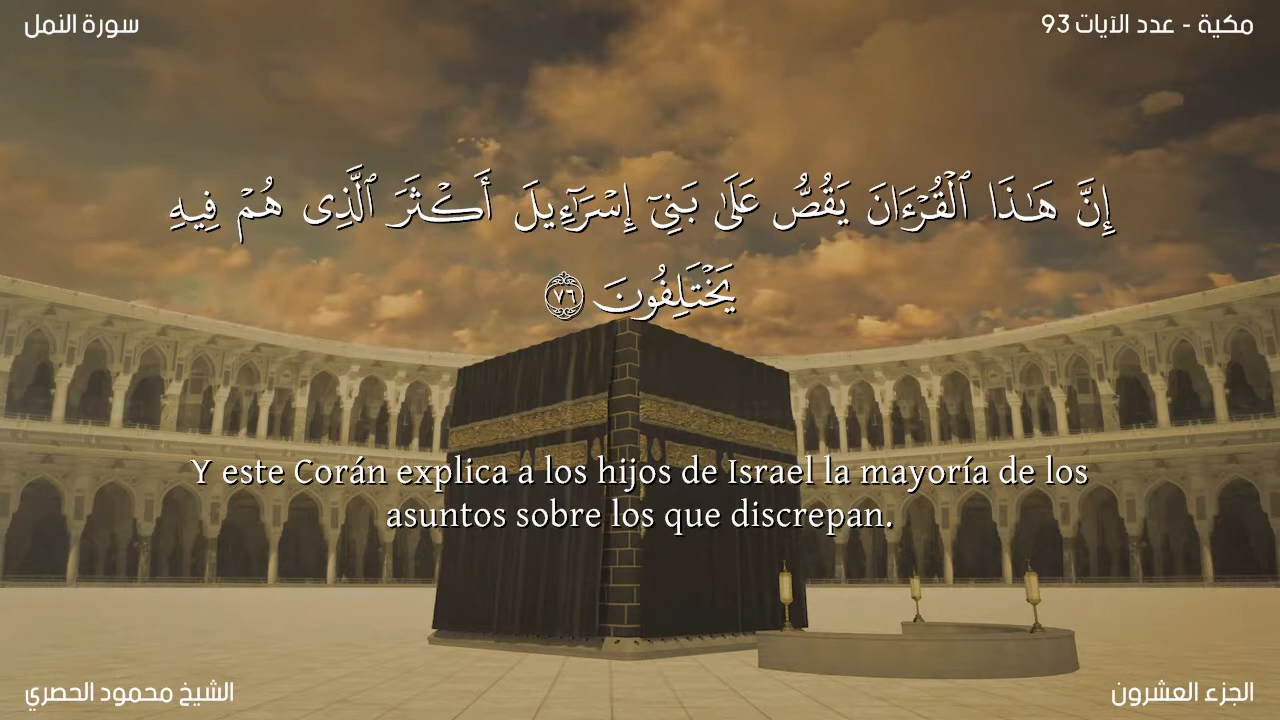 سورة النمل
مكية - عدد الآيات 93
إِنَّ هَـٰذَا ٱلْقُرْءَانَ يَقُصُّ عَلَىٰ بَنِىٓ إِسْرَٰٓءِيلَ أَكْثَرَ ٱلَّذِى هُمْ فِيهِ
يَخْتَلِفُونَ ٧٦
Y este Corán explica a los hijos de Israel la mayoría de los
asuntos sobre los que discrepan.
الشيخ محمود الحصري
الجزء العشرون